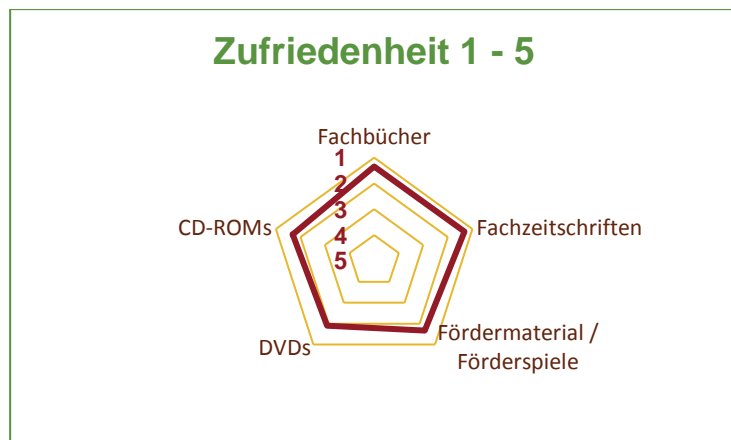 Zufriedenheit 1 - 5
Fachbücher
1
2
3
4
5
CD-ROMs
Fachzeitschriften
DVDs
Fördermaterial /
Förderspiele